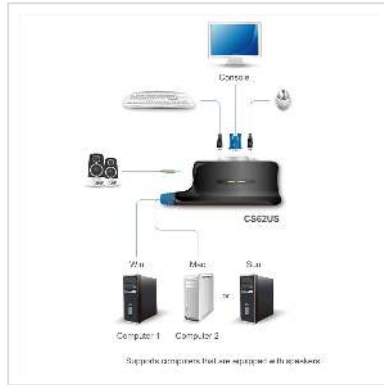 Console
CS62US
Win
Mac
Sun
or
Computer 1
Computer 2
Supports computers that are equipped with speakers